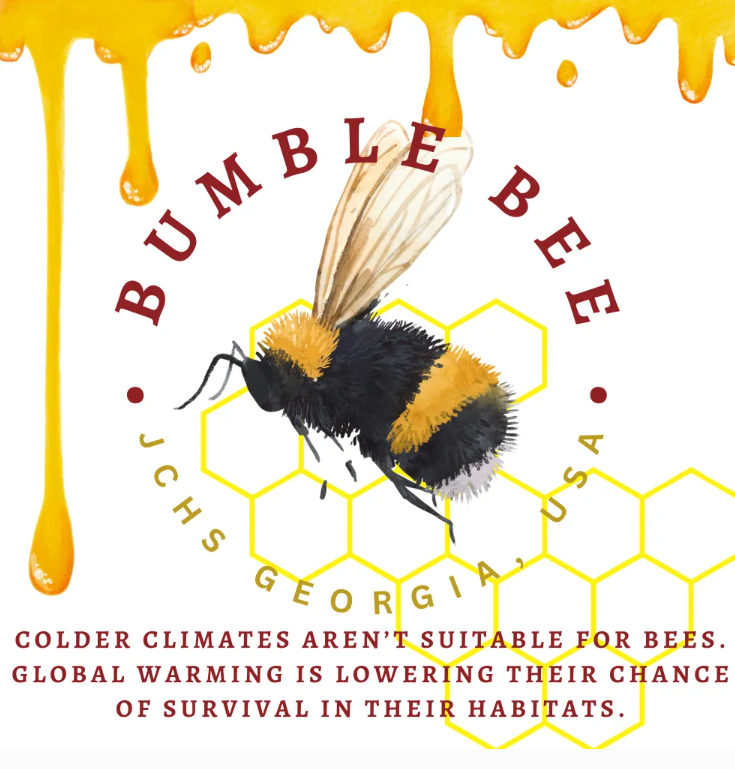 BUMBLE BEE
JCHS GEORGIA, USA
COLDER CLIMATES AREN’T SUITABLE FOR BEES.
GLOBAL WARMING IS LOWERING THEIR CHANCE
OF SURVIVAL IN THEIR HABITATS.